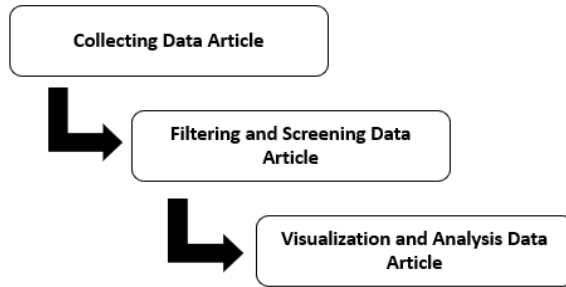 Collecting Data Article
Filtering and Screening Data
Article
Visualization and Analysis Data
Article